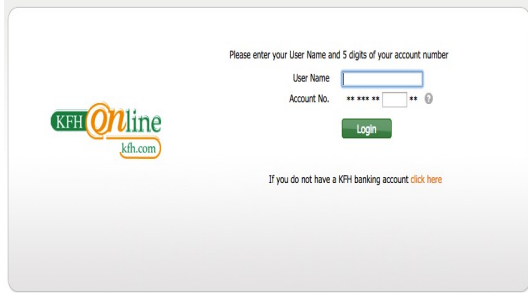 Please enter your User Name and 5 digits of your account number
User Name
Account No. ** *** ** ** ?
Login
KFH Online
kfh.com
If you do not have a KFH banking account click here